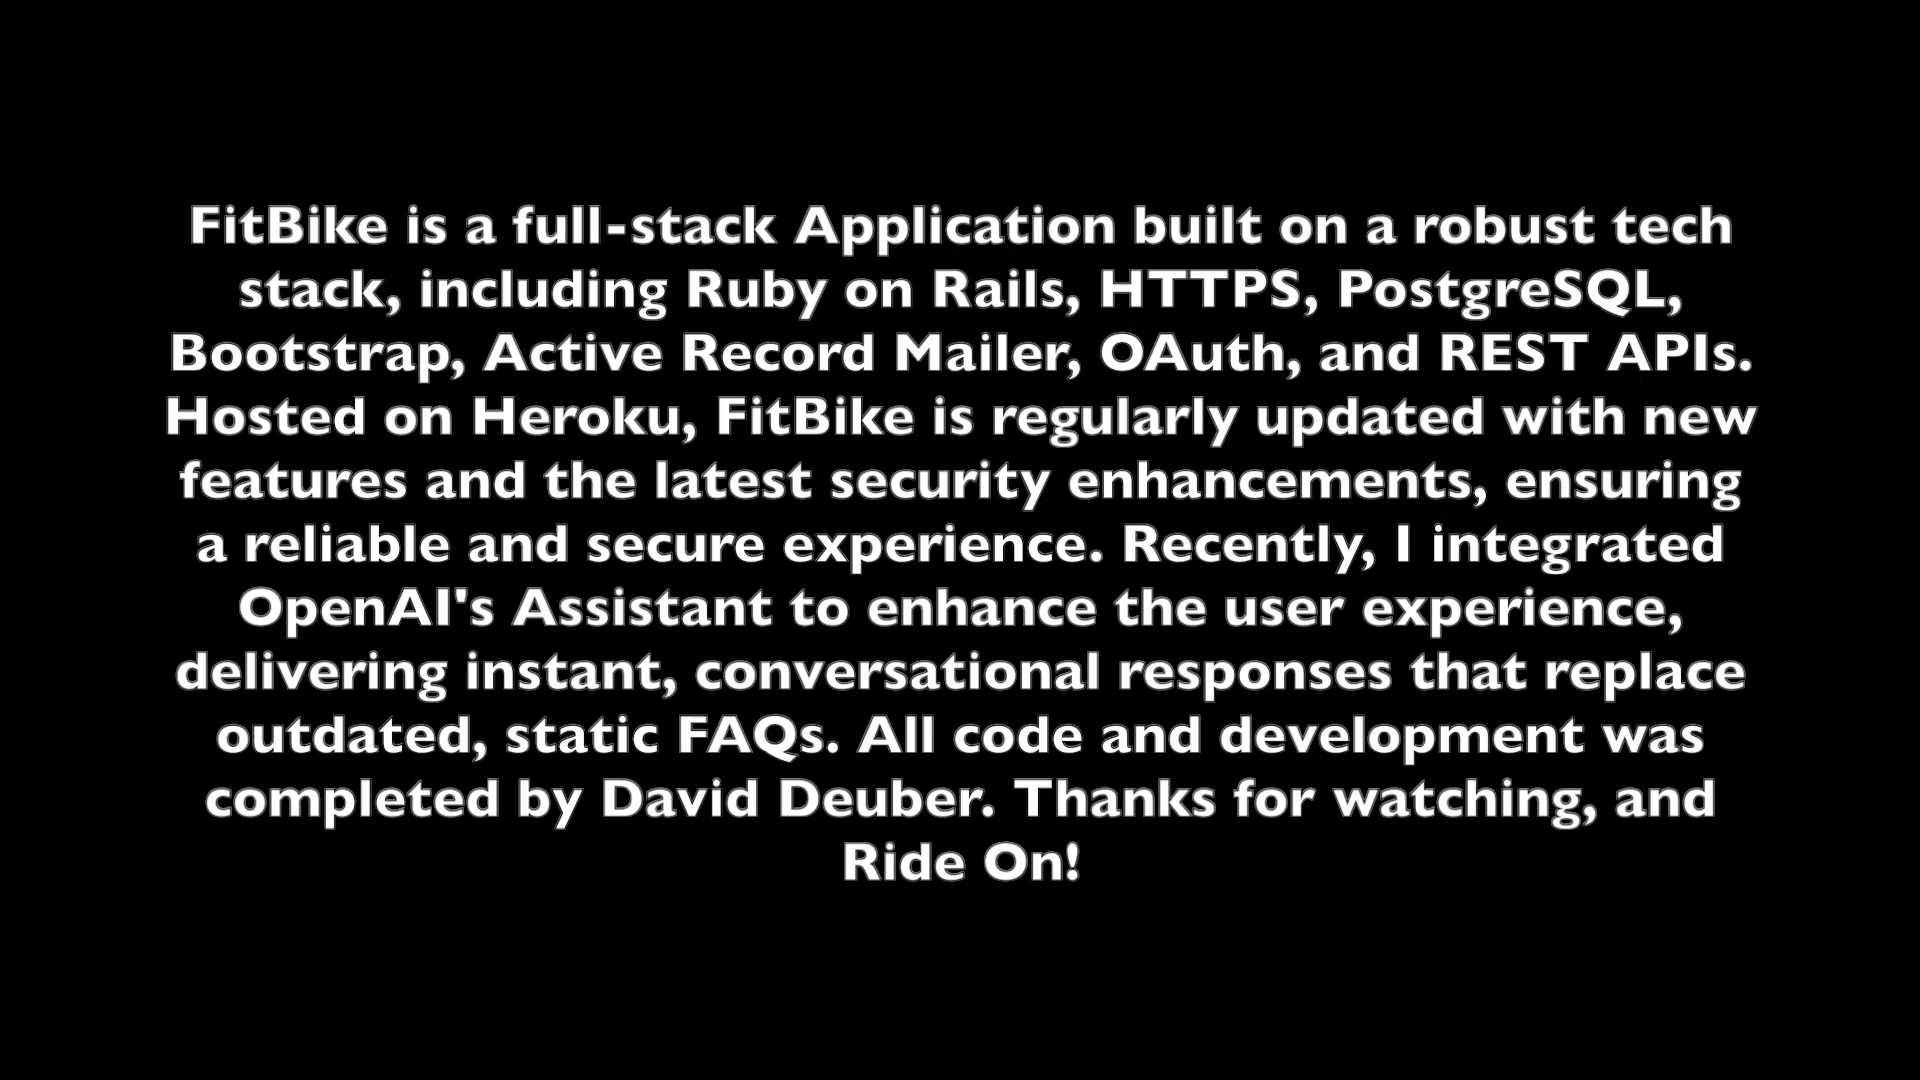 FitBike is a full-stack Application built on a robust tech
stack, including Ruby on Rails, HTTPS, PostgreSQL,
Bootstrap, Active Record Mailer, OAuth, and REST APIs.
Hosted on Heroku, FitBike is regularly updated with new
features and the latest security enhancements, ensuring
a reliable and secure experience. Recently, I integrated
OpenAI's Assistant to enhance the user experience,
delivering instant, conversational responses that replace
outdated, static FAQs. All code and development was
completed by David Deuber. Thanks for watching, and
Ride On!